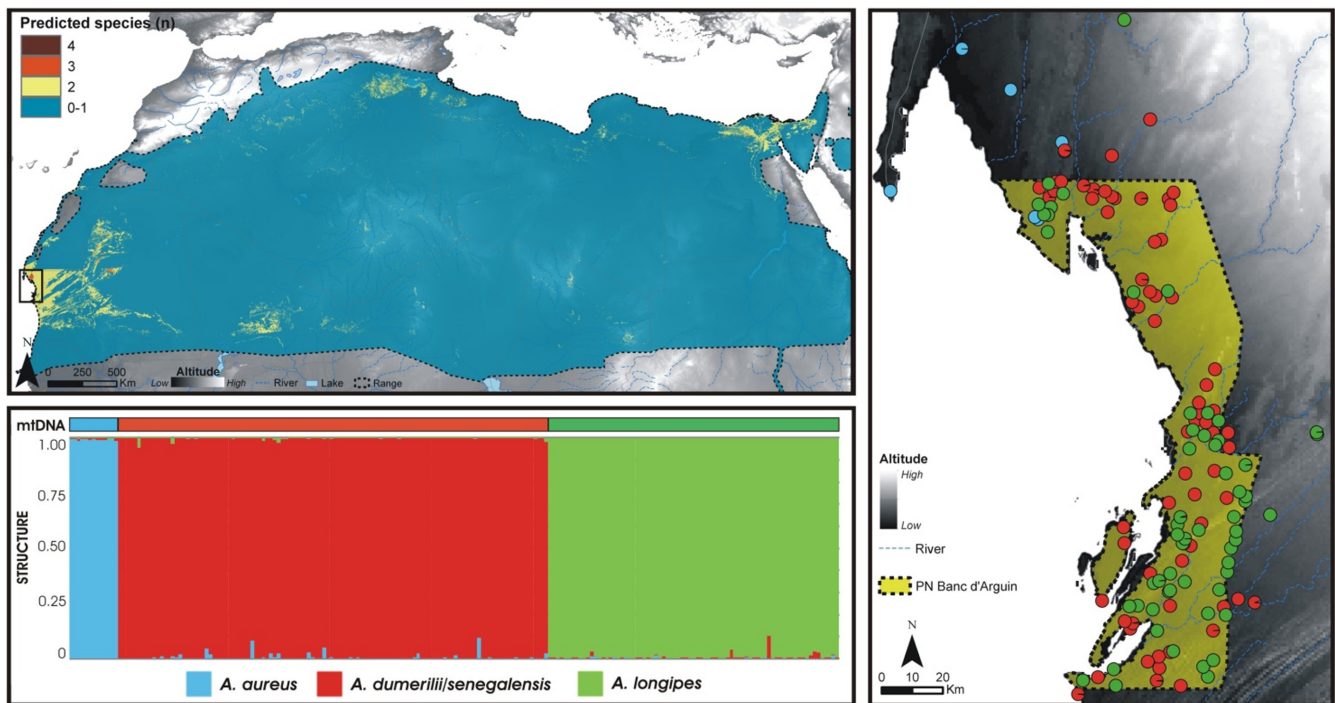 Predicted species (n)
4
3
2
0-1
N
0 250 500
Km
Low Altitude High River Lake Range
mtDNA
1.00
0.75
0.50
0.25
0
STRUCTURE
A. aureus A. dumerilii/senegalensis A. longipes
Altitude
High
Low
River
PN Banc d'Arguin
N
0 10 20
Km